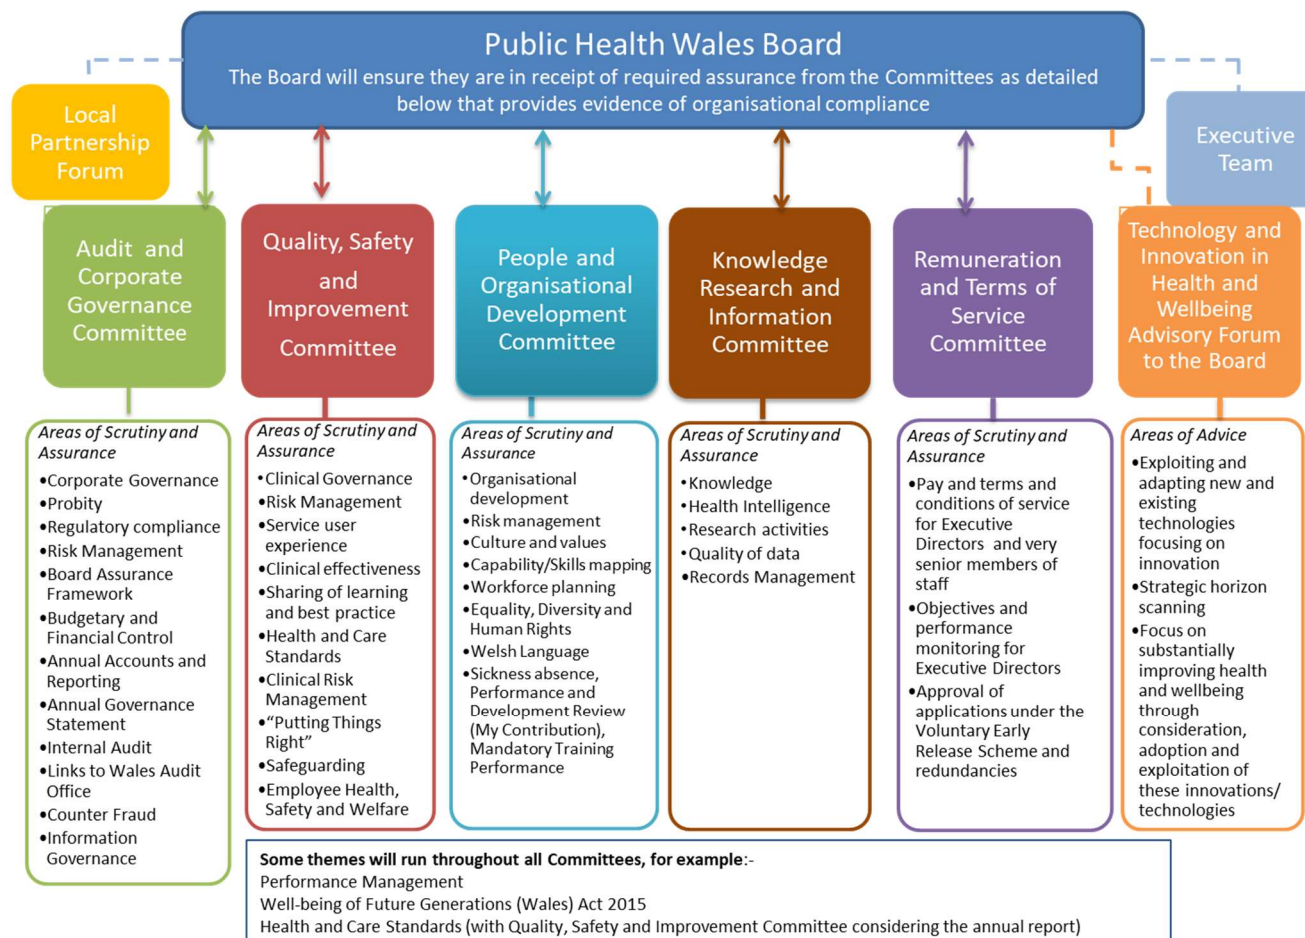 Public Health Wales Board
The Board will ensure they are in receipt of required assurance from the Committees as detailed
below that provides evidence of organisational compliance
Local
Partnership
Forum
Executive
Team
Audit and
Corporate
Governance
Committee
Quality, Safety
and
Improvement
Committee
People and
Organisational
Development
Committee
Knowledge
Research and
Information
Committee
Remuneration
and Terms of
Service
Committee
Technology and
Innovation in
Health and
Wellbeing
Advisory Forum
to the Board
Areas of Scrutiny and
Assurance
•Corporate Governance
•Probity
•Regulatory compliance
•Risk Management
•Board Assurance
Framework
•Budgetary and
Financial Control
•Annual Accounts and
Reporting
•Annual Governance
Statement
•Internal Audit
•Links to Wales Audit
Office
•Counter Fraud
•Information
Governance
Areas of Scrutiny and
Assurance
•Clinical Governance
•Risk Management
•Service user
experience
•Clinical effectiveness
•Sharing of learning
and best practice
•Health and Care
Standards
•Clinical Risk
Management
•“Putting Things
Right”
•Safeguarding
•Employee Health,
Safety and Welfare
Areas of Scrutiny and
Assurance
•Organisational
development
•Risk management
•Culture and values
•Capability/Skills mapping
•Workforce planning
•Equality, Diversity and
Human Rights
•Welsh Language
•Sickness absence,
Performance and
Development Review
(My Contribution),
Mandatory Training
Performance
Areas of Scrutiny and
Assurance
•Knowledge
•Health Intelligence
•Research activities
•Quality of data
•Records Management
Areas of Scrutiny and
Assurance
•Pay and terms and
conditions of service
for Executive
Directors and very
senior members of
staff
•Objectives and
performance
monitoring for
Executive Directors
•Approval of
applications under the
Voluntary Early
Release Scheme and
redundancies
Areas of Advice
•Exploiting and
adapting new and
existing
technologies
focusing on
innovation
•Strategic horizon
scanning
•Focus on
substantially
improving health
and wellbeing
through
consideration,
adoption and
exploitation of
these innovations/
technologies
Some themes will run throughout all Committees, for example:-
Performance Management
Well-being of Future Generations (Wales) Act 2015
Health and Care Standards (with Quality, Safety and Improvement Committee considering the annual report)